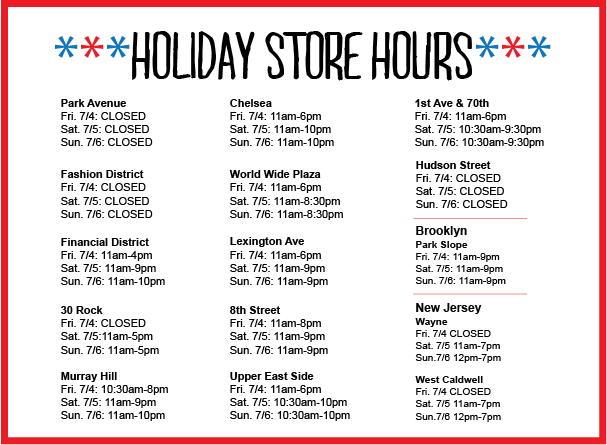 ***HOLIDAY STORE HOURS***
Park Avenue
Fri. 7/4: CLOSED
Sat. 7/5: CLOSED
Sun. 7/6: CLOSED
Fashion District
Fri. 7/4: CLOSED
Sat. 7/5: CLOSED
Sun. 7/6: CLOSED
Financial District
Fri. 7/4: 11am-4pm
Sat. 7/5: 11am-9pm
Sun. 7/6: 11am-10pm
30 Rock
Fri. 7/4: CLOSED
Sat. 7/5:11am-5pm
Sun. 7/6: 11am-5pm
Murray Hill
Fri. 7/4: 10:30am-8pm
Sat. 7/5: 11am-9pm
Sun. 7/6: 11am-10pm
Chelsea
Fri. 7/4: 11am-6pm
Sat. 7/5: 11am-10pm
Sun. 7/6: 11am-10pm
World Wide Plaza
Fri. 7/4: 11am-6pm
Sat. 7/5: 11am-8:30pm
Sun. 7/6: 11am-8:30pm
Lexington Ave
Fri. 7/4: 11am-6pm
Sat. 7/5: 11am-9pm
Sun. 7/6: 11am-9pm
8th Street
Fri. 7/4: 11am-8pm
Sat. 7/5: 11am-9pm
Sun. 7/6: 11am-9pm
Upper East Side
Fri. 7/4: 11am-6pm
Sat. 7/5: 10:30am-10pm
Sun. 7/6: 10:30am-10pm
1st Ave & 70th
Fri. 7/4: 11am-6pm
Sat. 7/5: 10:30am-9:30pm
Sun. 7/6: 10:30am-9:30pm
Hudson Street
Fri. 7/4: CLOSED
Sat. 7/5: CLOSED
Sun. 7/6: CLOSED
Brooklyn
Park Slope
Fri. 7/4: 11am-9pm
Sat. 7/5: 11am-9pm
Sun. 7/6: 11am-9pm
New Jersey
Wayne
Fri. 7/4 CLOSED
Sat. 7/5 11am-7pm
Sun.7/6 12pm-7pm
West Caldwell
Fri. 7/4 CLOSED
Sat. 7/5 11am-7pm
Sun.7/6 12pm-7pm